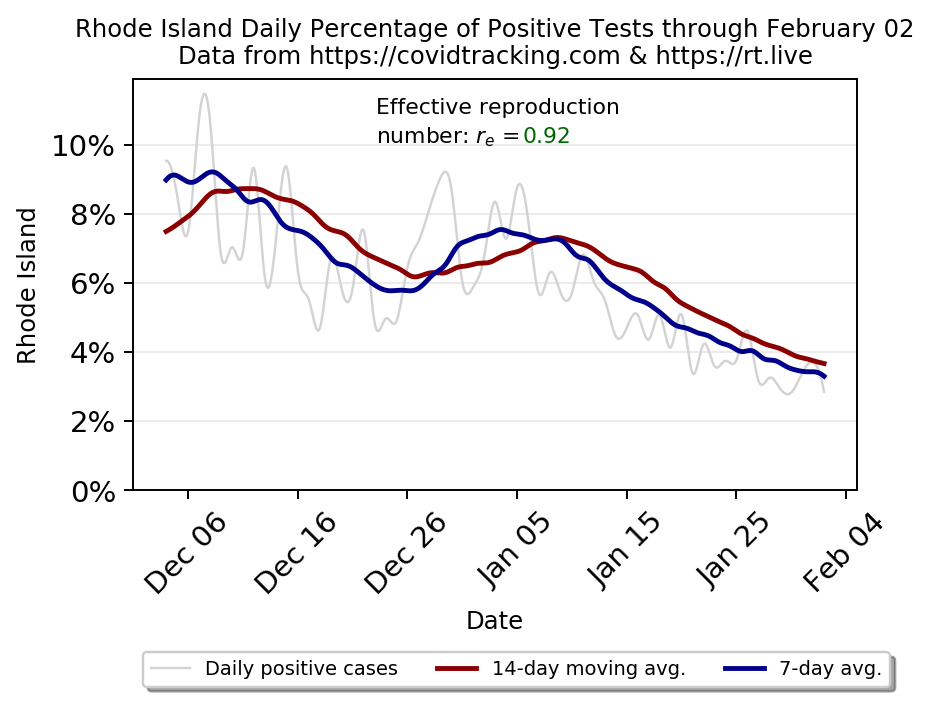 Rhode Island Daily Percentage of Positive Tests through February 02
Data from https://covidtracking.com & https://rt.live
Effective reproduction
number: rₑ =0.92
10%
8%
6%
4%
2%
0%
Rhode Island
Dec 06
Dec 16
Dec 26
Jan 05
Jan 15
Jan 25
Feb 04
Date
Daily positive cases
14-day moving avg.
7-day avg.